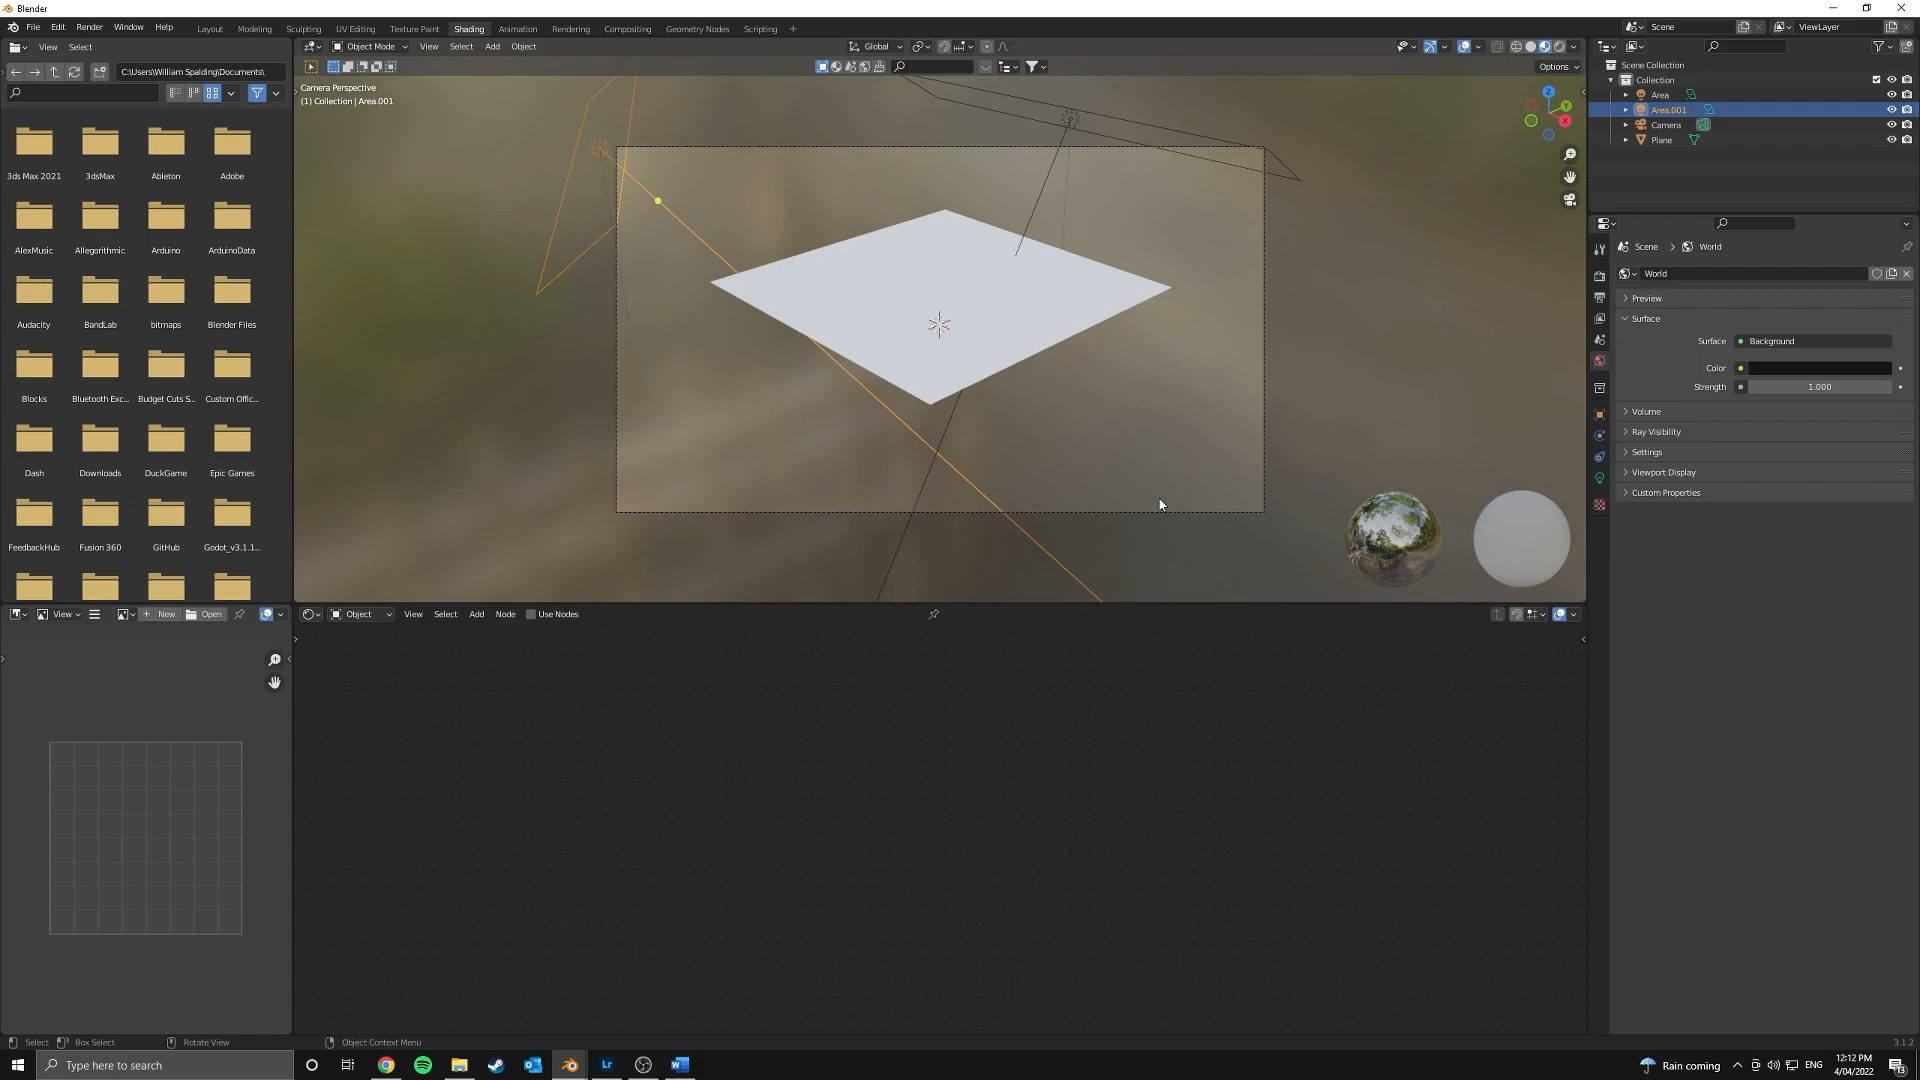 Blender
File Edit Render Window Help Layout Modeling Sculpting UV Editing Texture Paint Shading Animation Rendering Compositing Geometry Nodes Scripting +
Scene ViewLayer
View Select
Object Mode View Select Add Object Global
C:\Users\William Spalding\Documents\
Options
Camera Perspective
(1) Collection | Area.001
3ds Max 2021 3dsMax Ableton Adobe
AlexMusic Allegorithmic Arduino ArduinoData
Audacity BandLab bitmaps Blender Files
Blocks Bluetooth Exc... Budget Cuts S... Custom Offic...
Dash Downloads DuckGame Epic Games
FeedbackHub Fusion 360 GitHub Godot_v3.1.1...
Z
Y
X
Scene Collection
Collection
Area
Area.001
Camera
Plane
Scene > World
World
Preview
Surface
Surface Background
Color
Strength 1.000
Volume
Ray Visibility
Settings
Viewport Display
Custom Properties
View + New Open
Object View Select Add Node Use Nodes
Select Box Select Rotate View Object Context Menu 3.1.2
Type here to search
Lr
Rain coming ENG
12:12 PM
4/04/2022